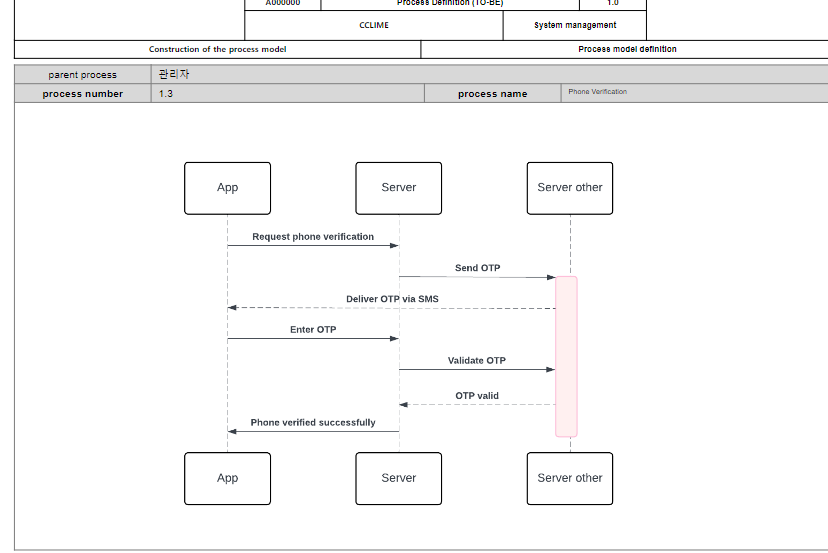 A000000 Process Definition (TO-BE) 1.0
CCLIME System management
Construction of the process model Process model definition
parent process 관리자
process number 1.3 process name Phone Verification
App Server Server other
Request phone verification
Send OTP
Deliver OTP via SMS
Enter OTP
Validate OTP
OTP valid
Phone verified successfully
App Server Server other